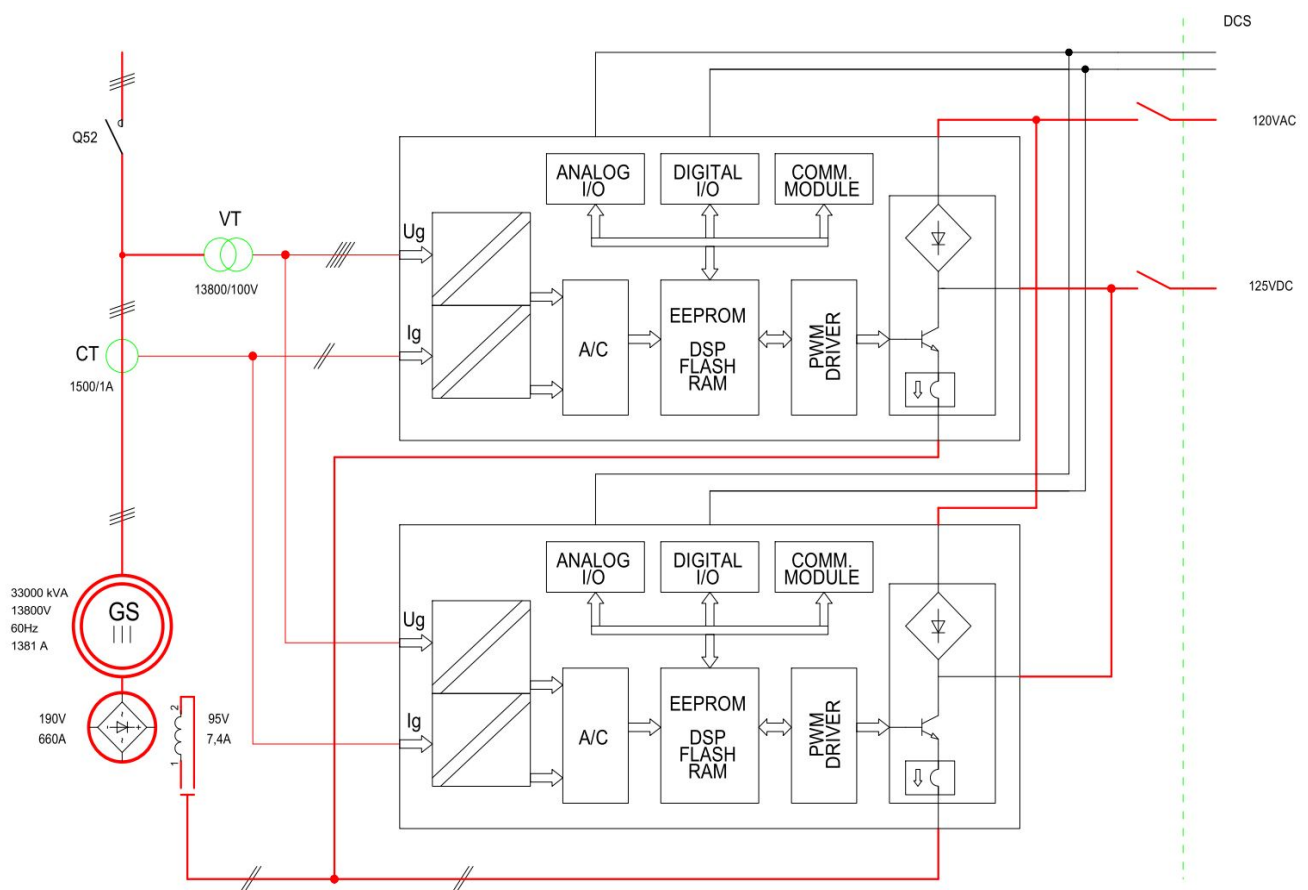 DCS
Q52
120VAC
ANALOG
I/O
DIGITAL
I/O
COMM.
MODULE
VT
Ug
13800/100V
125VDC
EEPROM
DSP
FLASH
RAM
A/C
PWM
DRIVER
Ig
CT
1500/1A
ANALOG
I/O
DIGITAL
I/O
COMM.
MODULE
33000 kVA
13800V
60Hz
1381 A
GS
Ug
EEPROM
DSP
FLASH
RAM
A/C
PWM
DRIVER
Ig
190V
660A
2
1
95V
7,4A